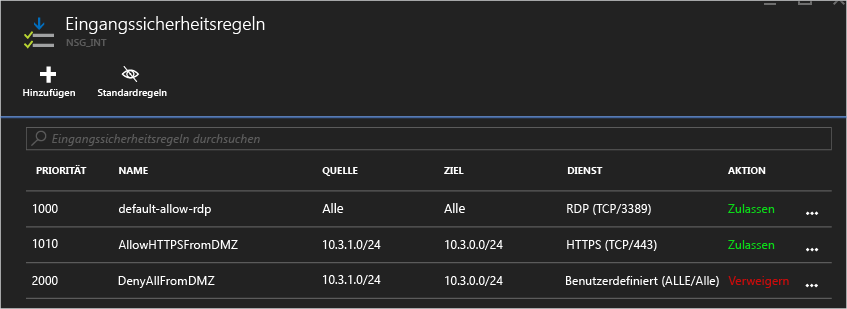 Eingangssicherheitsregeln
NSG_INT
Hinzufügen Standardregeln
Eingangssicherheitsregeln durchsuchen
PRIORITÄT NAME QUELLE ZIEL DIENST AKTION
1000 default-allow-rdp Alle Alle RDP (TCP/3389) Zulassen ...
1010 AllowHTTPSFromDMZ 10.3.1.0/24 10.3.0.0/24 HTTPS (TCP/443) Zulassen ...
2000 DenyAllFromDMZ 10.3.1.0/24 10.3.0.0/24 Benutzerdefiniert (ALLE/Alle) Verweigern ...